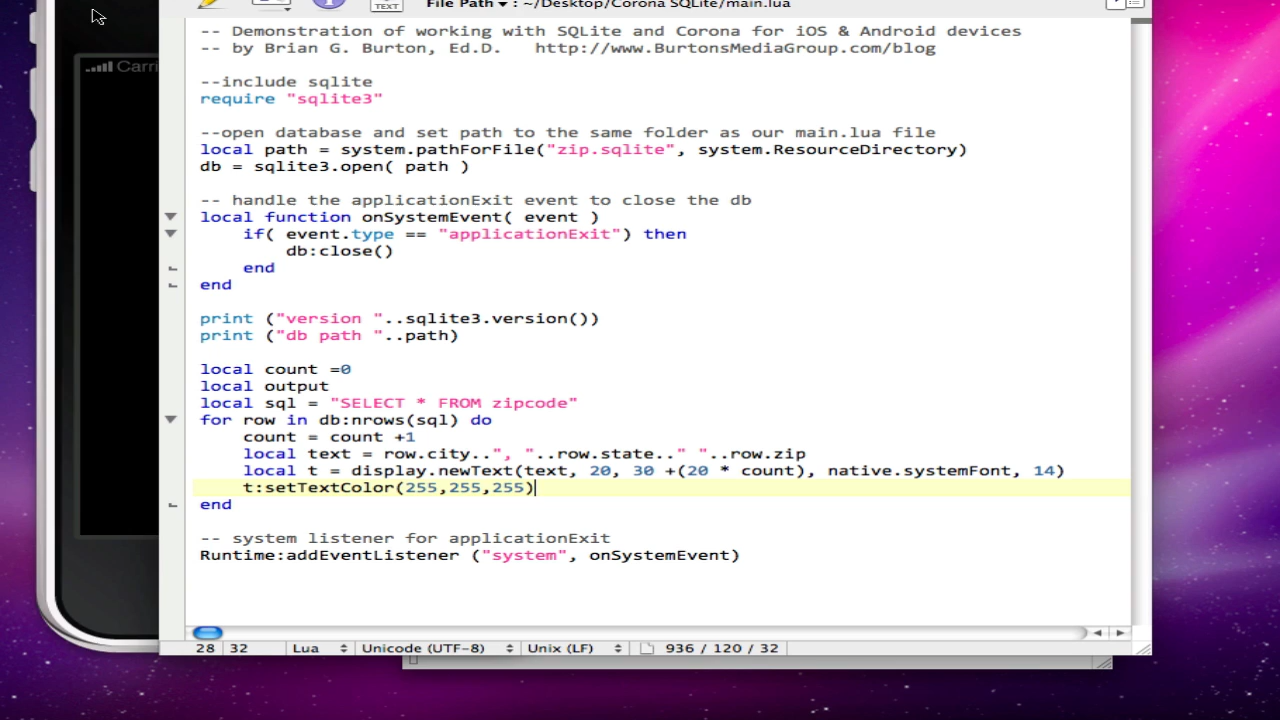 File Path : ~/Desktop/Corona SQLite/main.lua
TEXT
Carri
-- Demonstration of working with SQLite and Corona for iOS & Android devices
-- by Brian G. Burton, Ed.D.   http://www.BurtonsMediaGroup.com/blog
--include sqlite
require "sqlite3"
--open database and set path to the same folder as our main.lua file
local path = system.pathForFile("zip.sqlite", system.ResourceDirectory)
db = sqlite3.open( path )
-- handle the applicationExit event to close the db
local function onSystemEvent( event )
    if( event.type == "applicationExit") then
        db:close()
    end
end
print ("version "..sqlite3.version())
print ("db path "..path)
local count =0
local output
local sql = "SELECT * FROM zipcode"
for row in db:nrows(sql) do
    count = count +1
    local text = row.city..", "..row.state.." "..row.zip
    local t = display.newText(text, 20, 30 +(20 * count), native.systemFont, 14)
    t:setTextColor(255,255,255)
end
-- system listener for applicationExit
Runtime:addEventListener ("system", onSystemEvent)
28 32 Lua Unicode (UTF-8) Unix (LF) 936 / 120 / 32